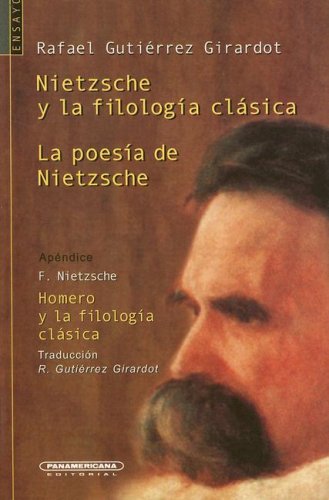 ENSAYO
Rafael Gutiérrez Girardot
Nietzsche
y la filología clásica
La poesía de
Nietzsche
Apéndice
F. Nietzsche
Homero
y la filología
clásica
Traducción
R. Gutiérrez Girardot
PANAMERICANA
EDITORIAL